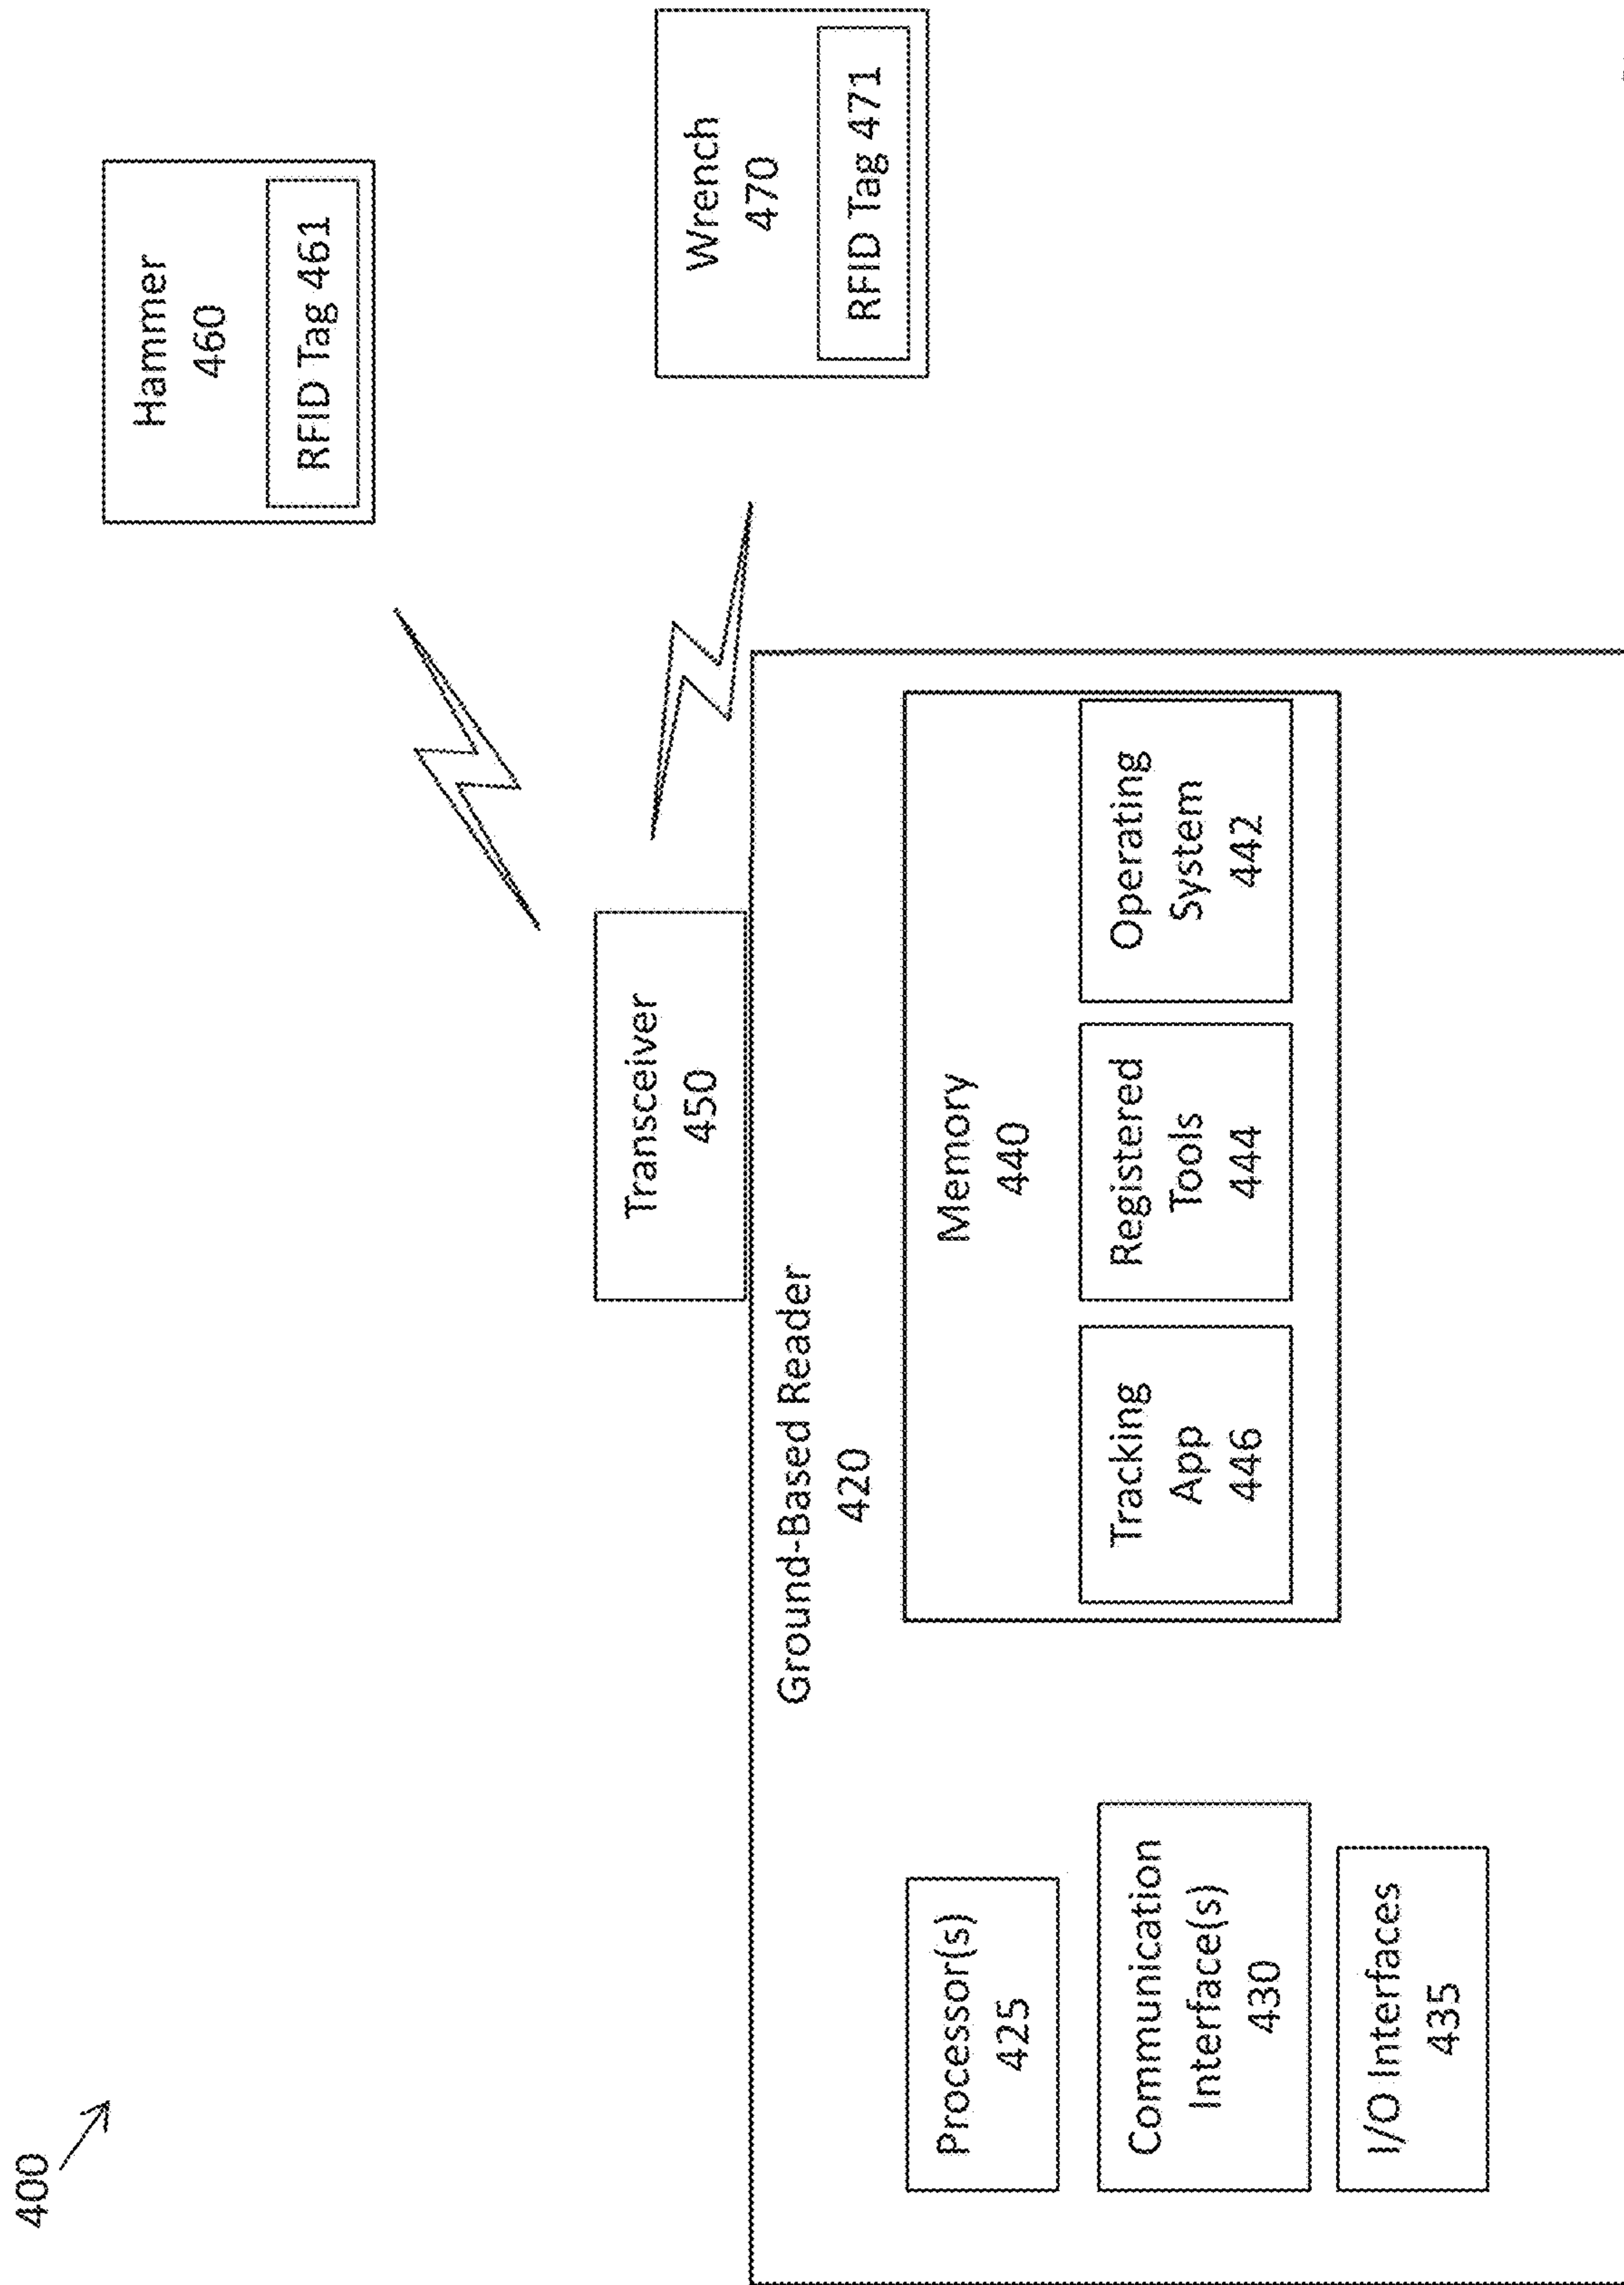 400
Hammer
460
RFID Tag 461
Wrench
470
RFID Tag 471
Transceiver
450
Ground-Based Reader
420
Processor(s)
425
Communication
Interface(s)
430
I/O Interfaces
435
Memory
440
Tracking
App
446
Registered
Tools
444
Operating
System
442